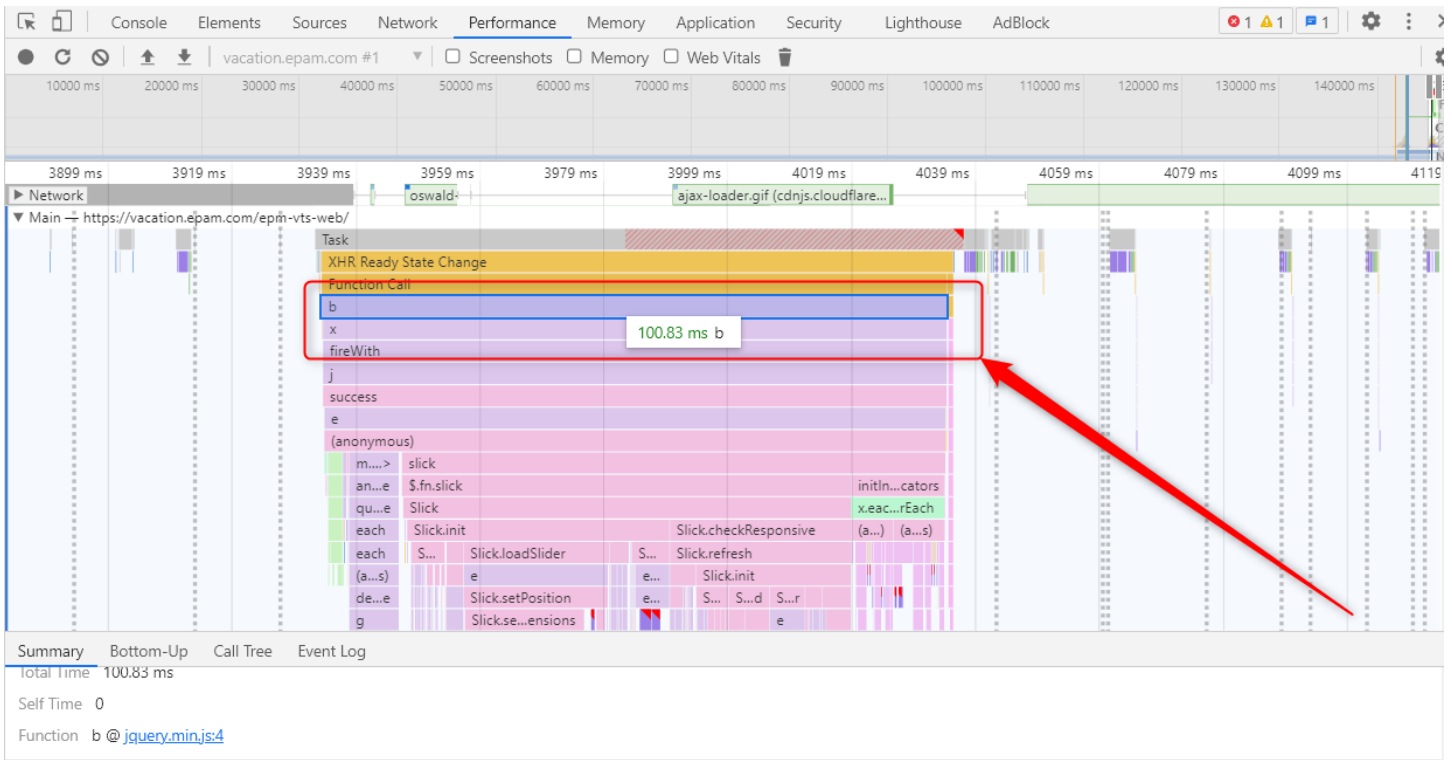 Console Elements Sources Network Performance Memory Application Security Lighthouse AdBlock 1 1 1
vacation.epam.com #1 Screenshots Memory Web Vitals
10000 ms 20000 ms 30000 ms 40000 ms 50000 ms 60000 ms 70000 ms 80000 ms 90000 ms 100000 ms 110000 ms 120000 ms 130000 ms 140000 ms
3899 ms 3919 ms 3939 ms 3959 ms 3979 ms 3999 ms 4019 ms 4039 ms 4059 ms 4079 ms 4099 ms 4119
Network oswald- ajax-loader.gif (cdnjs.cloudflare...
Main — https://vacation.epam.com/epm-vts-web/
Task
XHR Ready State Change
Function Call
b
x 100.83 ms b
fireWith
j
success
e
(anonymous)
m....> slick
an...e $.fn.slick initIn...cators
qu...e Slick x.eac...rEach
each Slick.init Slick.checkResponsive (a...) (a...s)
each S... Slick.loadSlider S... Slick.refresh
(a...s) e e... Slick.init
de...e Slick.setPosition e... S... S...d S...r
g Slick.se...ensions e
Summary Bottom-Up Call Tree Event Log
Total Time 100.83 ms
Self Time 0
Function b @ jquery.min.js:4